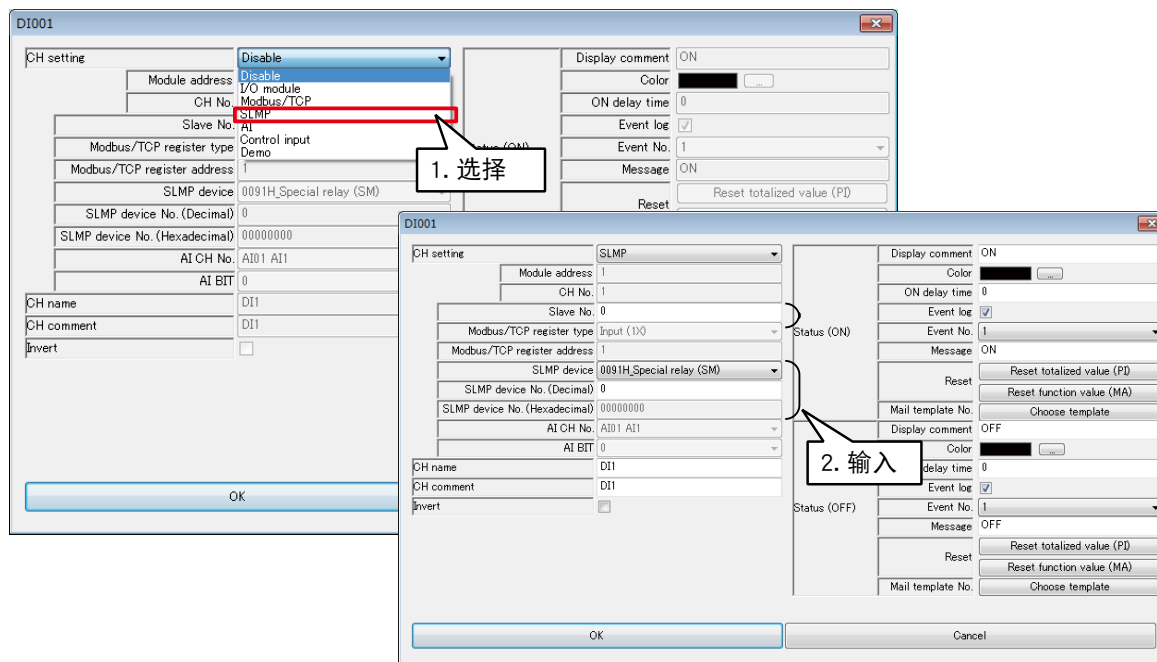 DI001
CH setting Disable Display comment ON
Disable
I/O module
Modbus/TCP
SLMP
AI
Control input
Demo
Module address Color ...
CH No. ON delay time 0
Slave No. Event log
Modbus/TCP register type Event No. 1
Modbus/TCP register address 1 Message ON
1. 选择
SLMP device 0091H_Special relay (SM) Reset totalized value (PI)
Reset
SLMP device No. (Decimal) 0
SLMP device No. (Hexadecimal) 00000000
AI CH No. AI01 AI1
AI BIT 0
CH name DI1
CH comment DI1
Invert
OK
DI001
CH setting SLMP Display comment ON
Module address 1 Color ...
CH No. 1 ON delay time 0
Slave No. 0 Event log
Modbus/TCP register type Input (1X) Status (ON) Event No. 1
Modbus/TCP register address 1 Message ON
SLMP device 0091H_Special relay (SM) Reset totalized value (PI)
Reset
SLMP device No. (Decimal) 0 Reset function value (MA)
SLMP device No. (Hexadecimal) 00000000 Mail template No. Choose template
AI CH No. AI01 AI1 Display comment OFF
AI BIT 0 Color ...
2. 输入
CH name DI1 delay time 0
CH comment DI1 Event log
Invert Status (OFF) Event No. 1
Message OFF
Reset totalized value (PI)
Reset
Reset function value (MA)
Mail template No. Choose template
OK Cancel